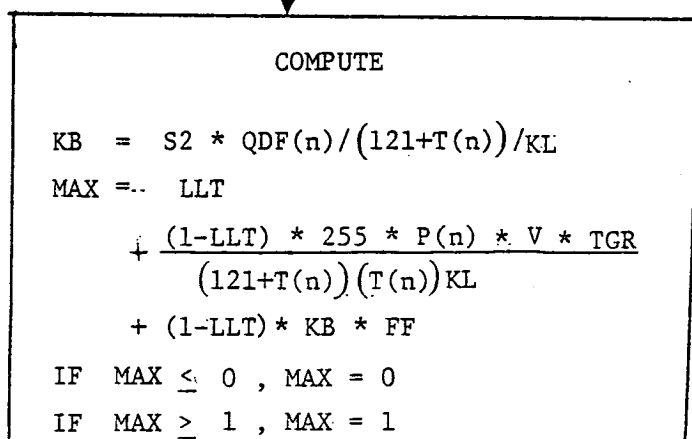 COMPUTE
KB = S2 * QDF(n)/(121+T(n))/KL
MAX = LLT
+ (1-LLT) * 255 * P(n) * V * TGR
(121+T(n))(T(n))KL
+ (1-LLT) * KB * FF
IF MAX ≤ 0 , MAX = 0
IF MAX ≥ 1 , MAX = 1